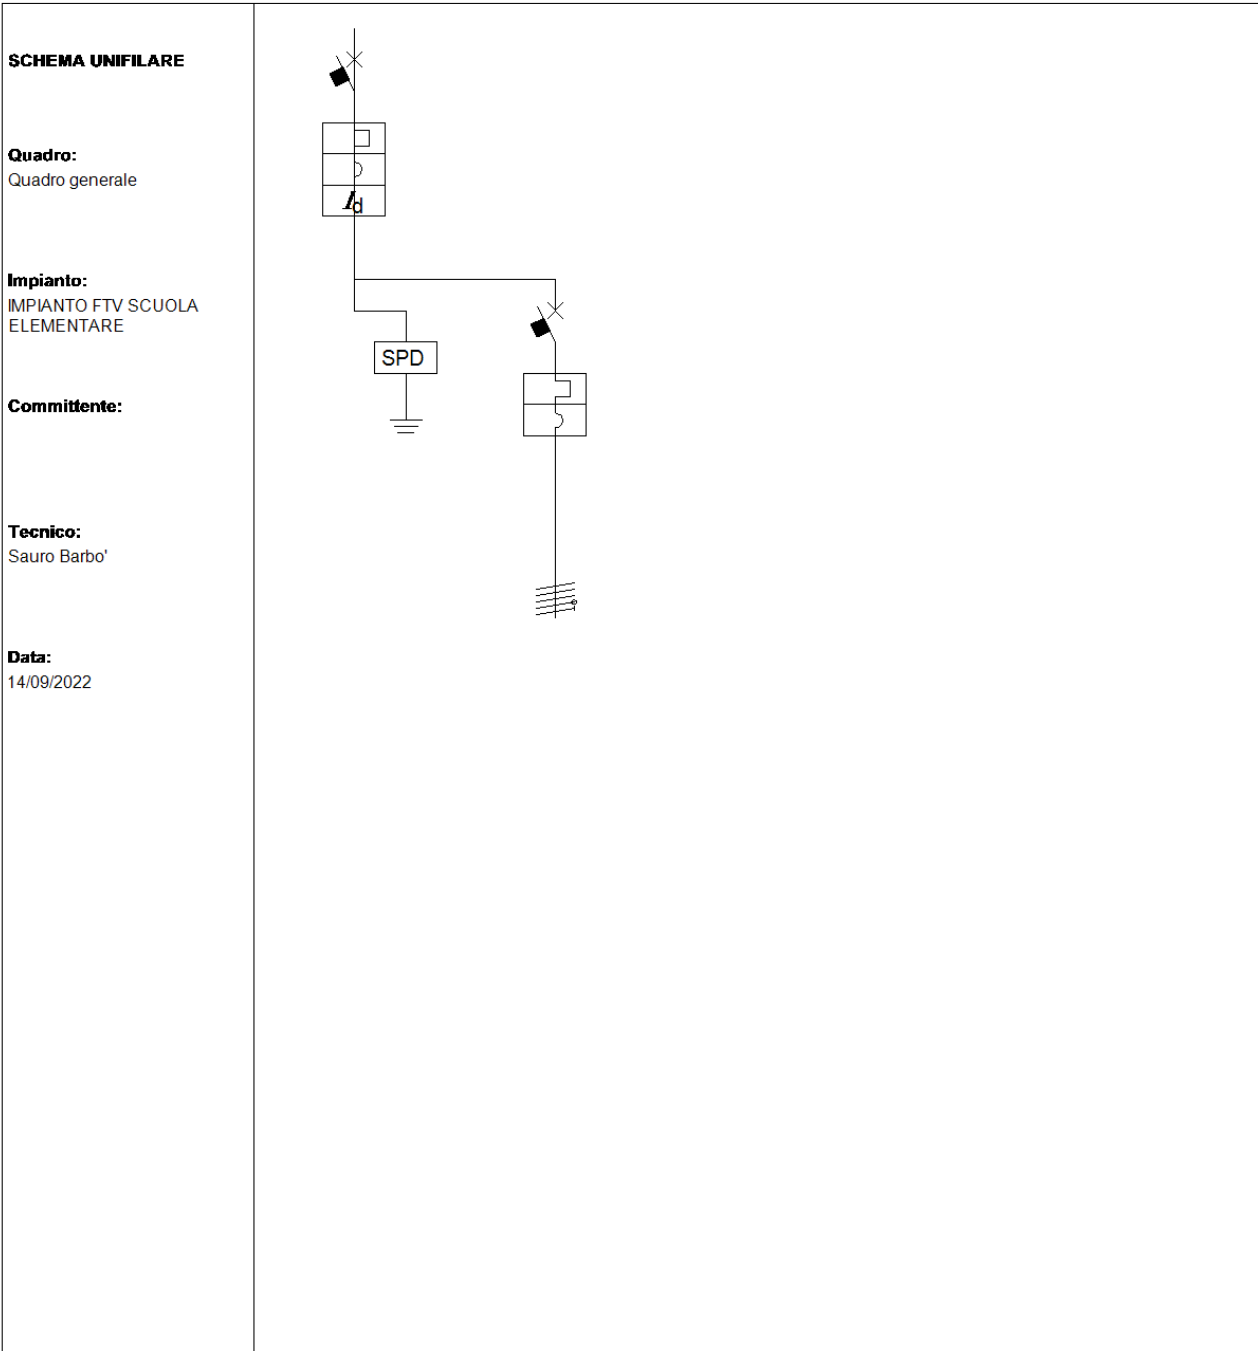 SCHEMA UNIFILARE
Quadro:
Quadro generale
Impianto:
IMPIANTO FTV SCUOLA
ELEMENTARE
Committente:
Tecnico:
Sauro Barbo'
Data:
14/09/2022
Id
SPD